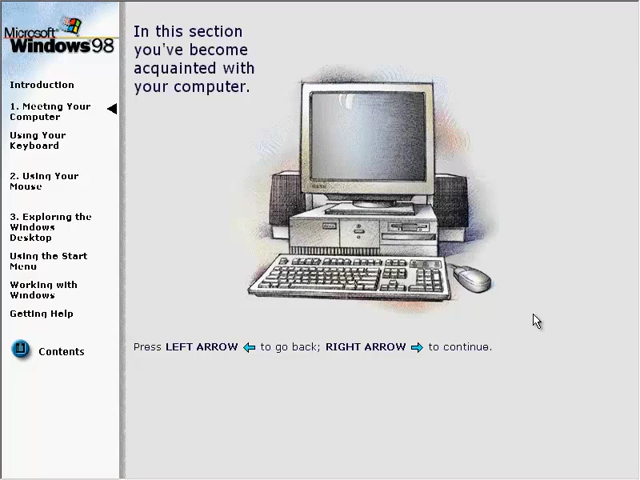 Microsoft
Windows 98
Introduction
1. Meeting Your
Computer
Using Your
Keyboard
2. Using Your
Mouse
3. Exploring the
Windows
Desktop
Using the Start
Menu
Working with
Windows
Getting Help
Contents
In this section
you've become
acquainted with
your computer.
Press LEFT ARROW to go back; RIGHT ARROW to continue.